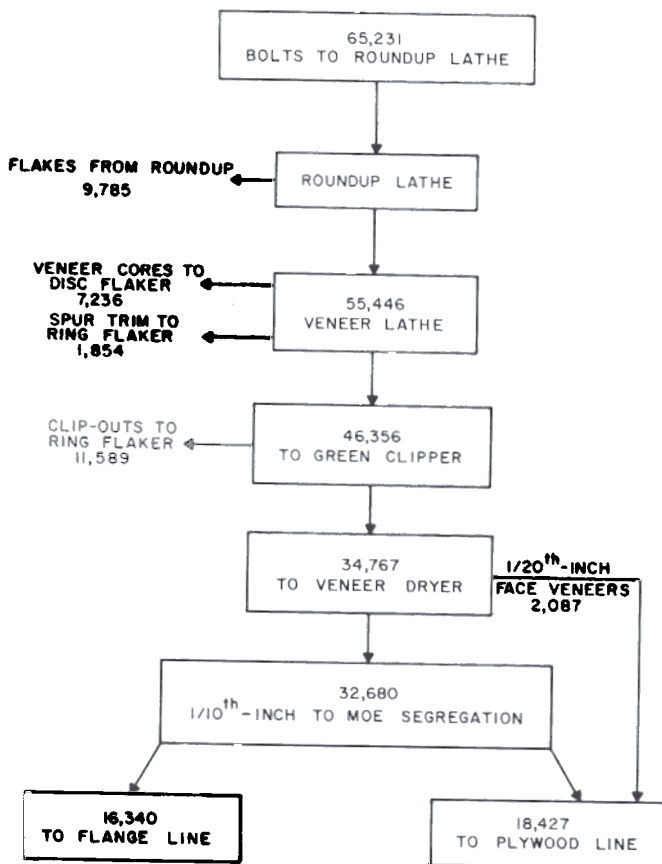 65,231
BOLTS TO ROUNDUP LATHE
FLAKES FROM ROUNDUP
9,785
ROUNDUP LATHE
VENEER CORES TO
DISC FLAKER
7,236
SPUR TRIM TO
RING FLAKER
1,854
55,446
VENEER LATHE
CLIP-OUTS TO
RING FLAKER
11,589
46,356
TO GREEN CLIPPER
34,767
TO VENEER DRYER
1/20th-INCH
FACE VENEERS
2,087
32,680
1/10th-INCH TO MOE SEGREGATION
16,340
TO FLANGE LINE
18,427
TO PLYWOOD LINE